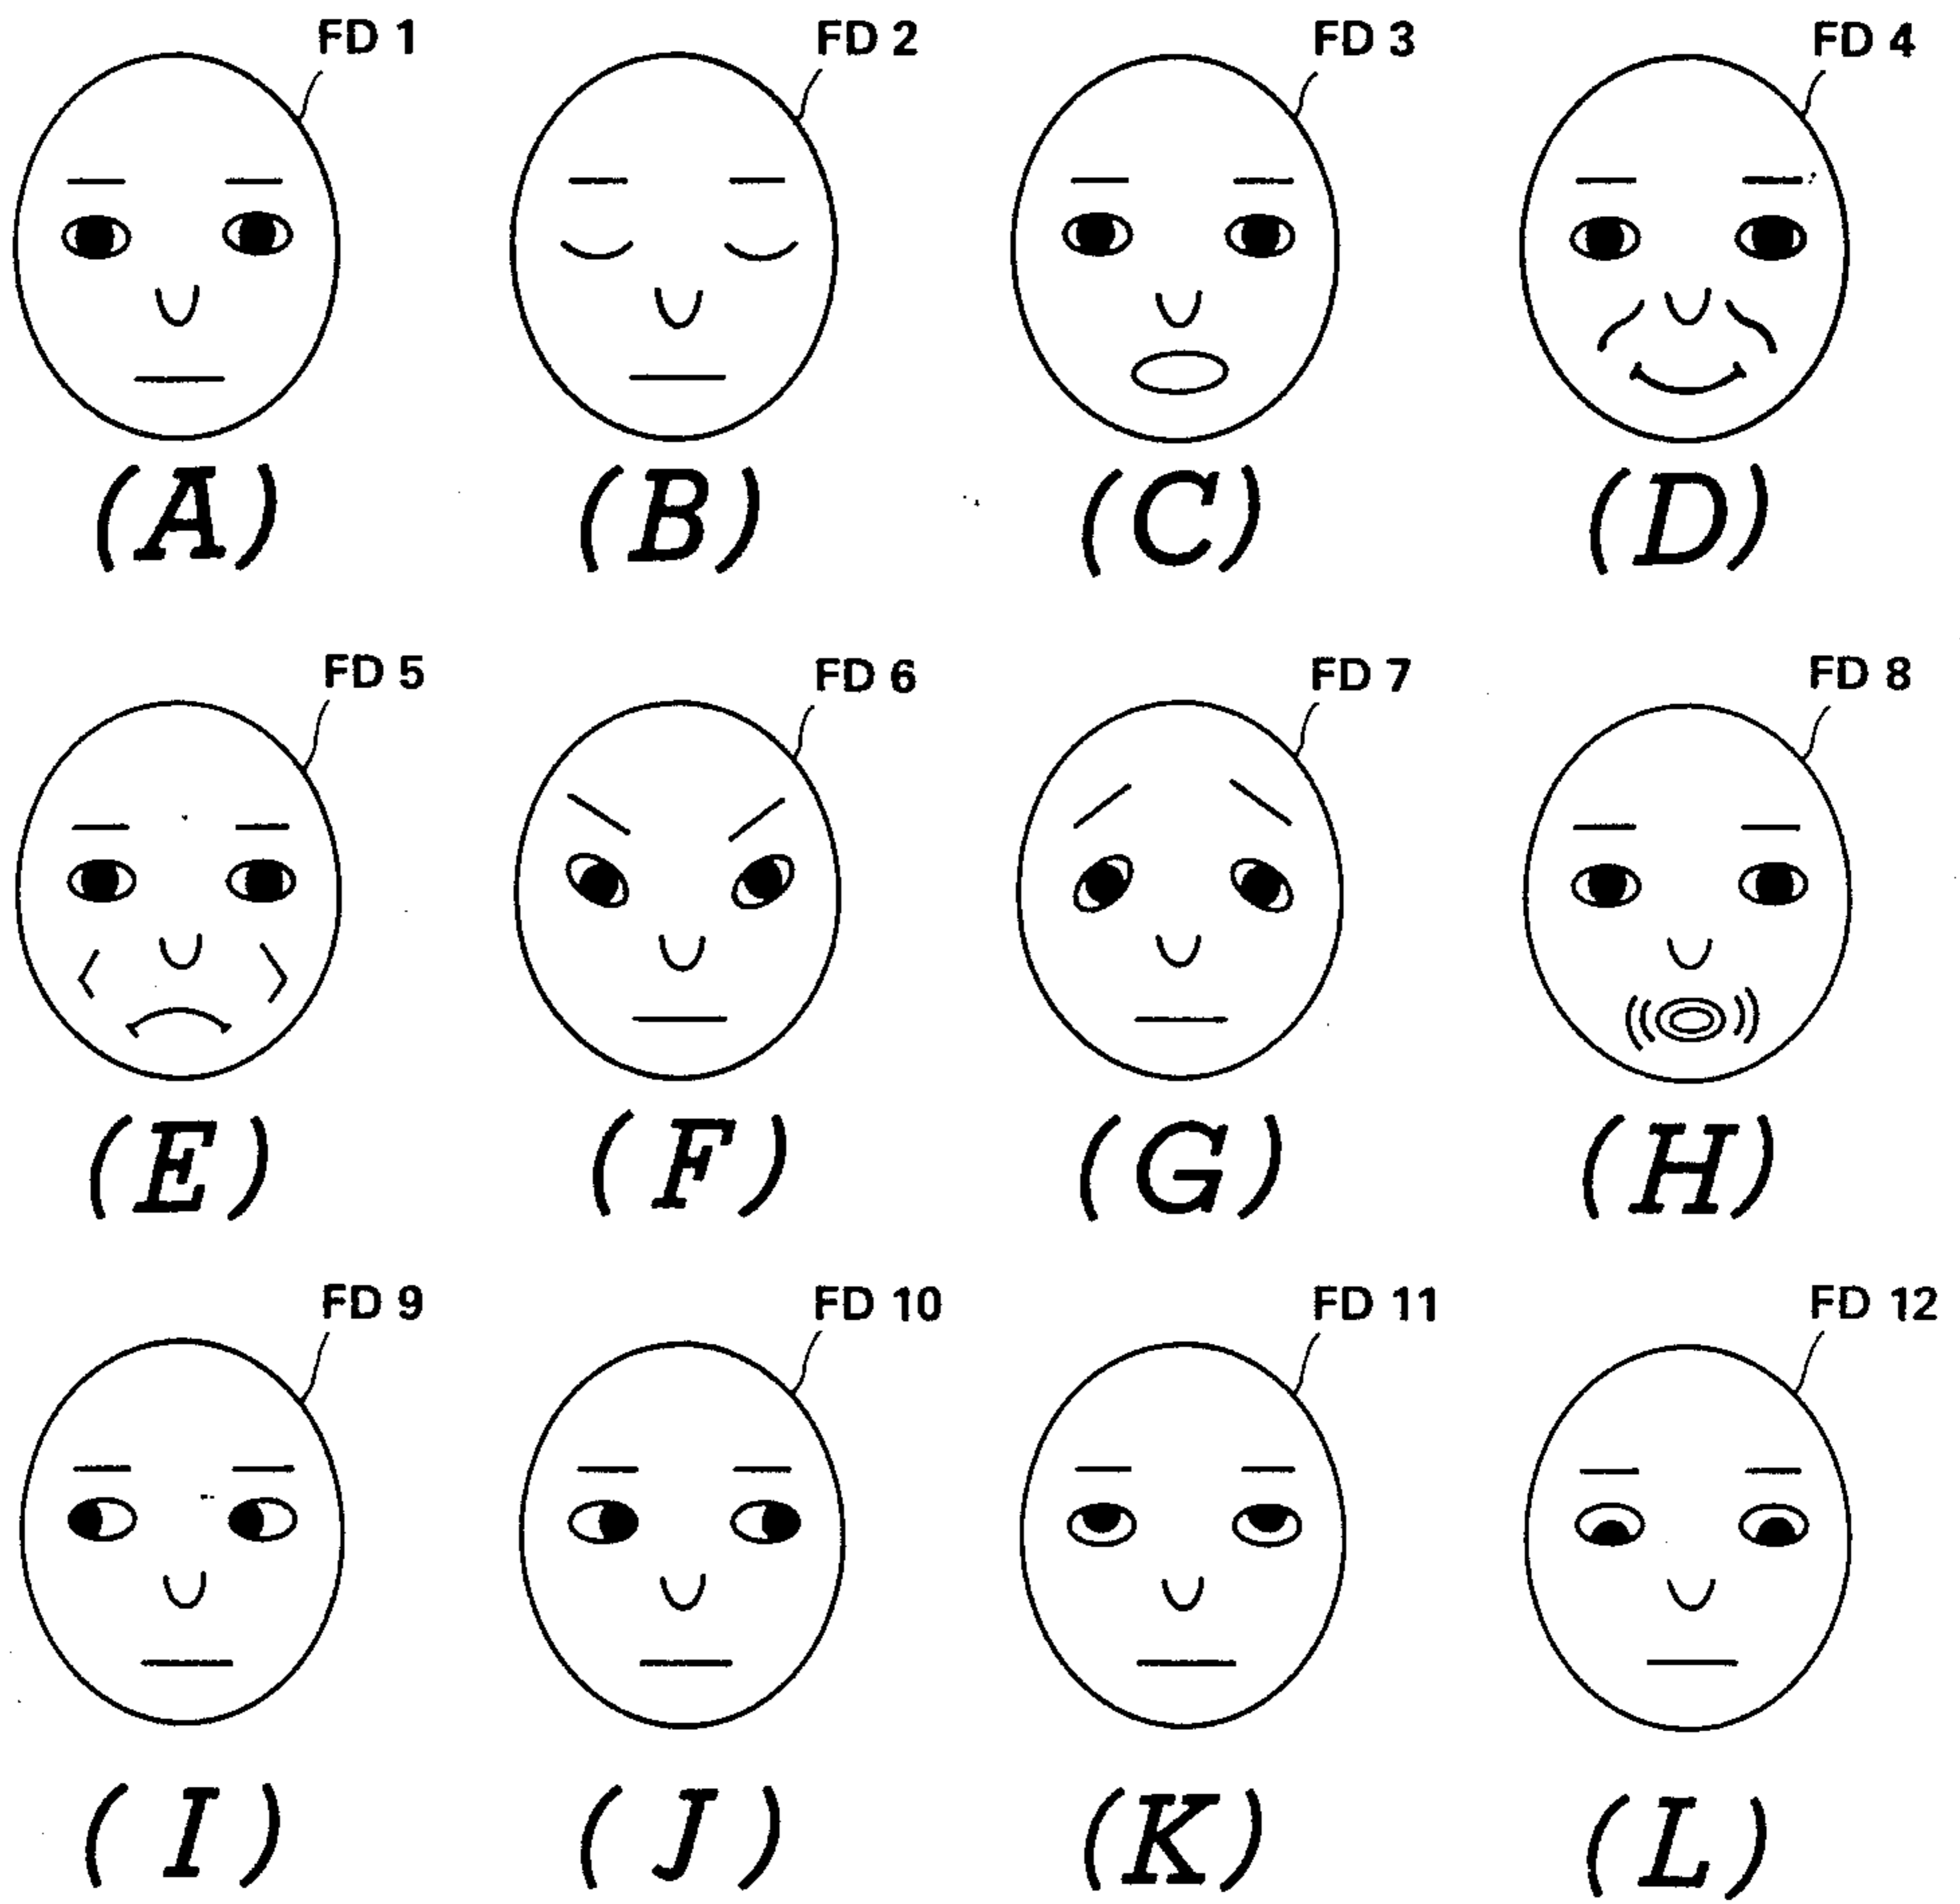 FD 1 FD 2 FD 3 FD 4
(A) (B) (C) (D)
FD 5 FD 6 FD 7 FD 8
(E) (F) (G) (H)
FD 9 FD 10 FD 11 FD 12
(I) (J) (K) (L)